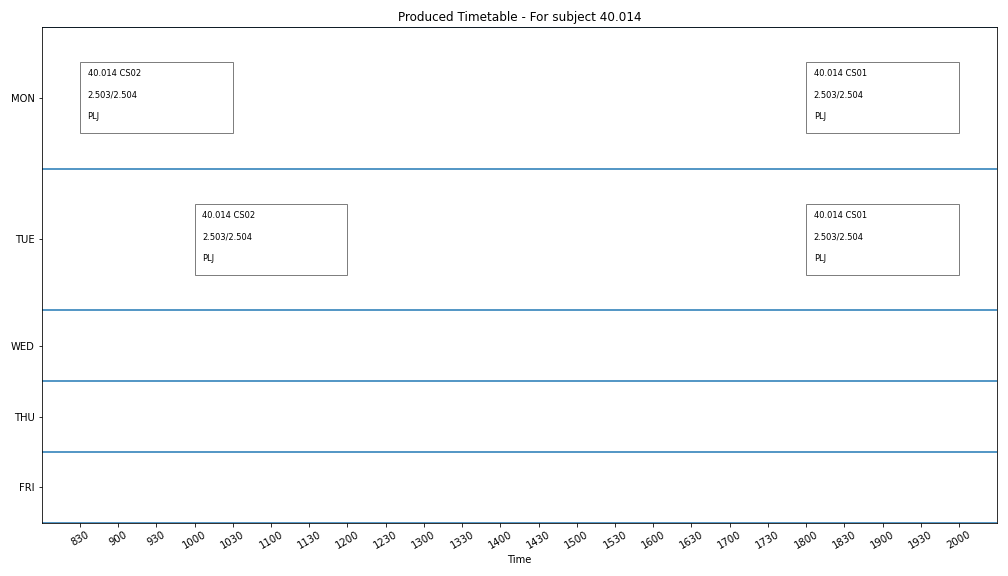 Produced Timetable - For subject 40.014
MON
40.014 CS02
2.503/2.504
PLJ
40.014 CS01
2.503/2.504
PLJ
TUE
40.014 CS02
2.503/2.504
PLJ
40.014 CS01
2.503/2.504
PLJ
WED
THU
FRI
830 900 930 1000 1030 1100 1130 1200 1230 1300 1330 1400 1430 1500 1530 1600 1630 1700 1730 1800 1830 1900 1930 2000
Time